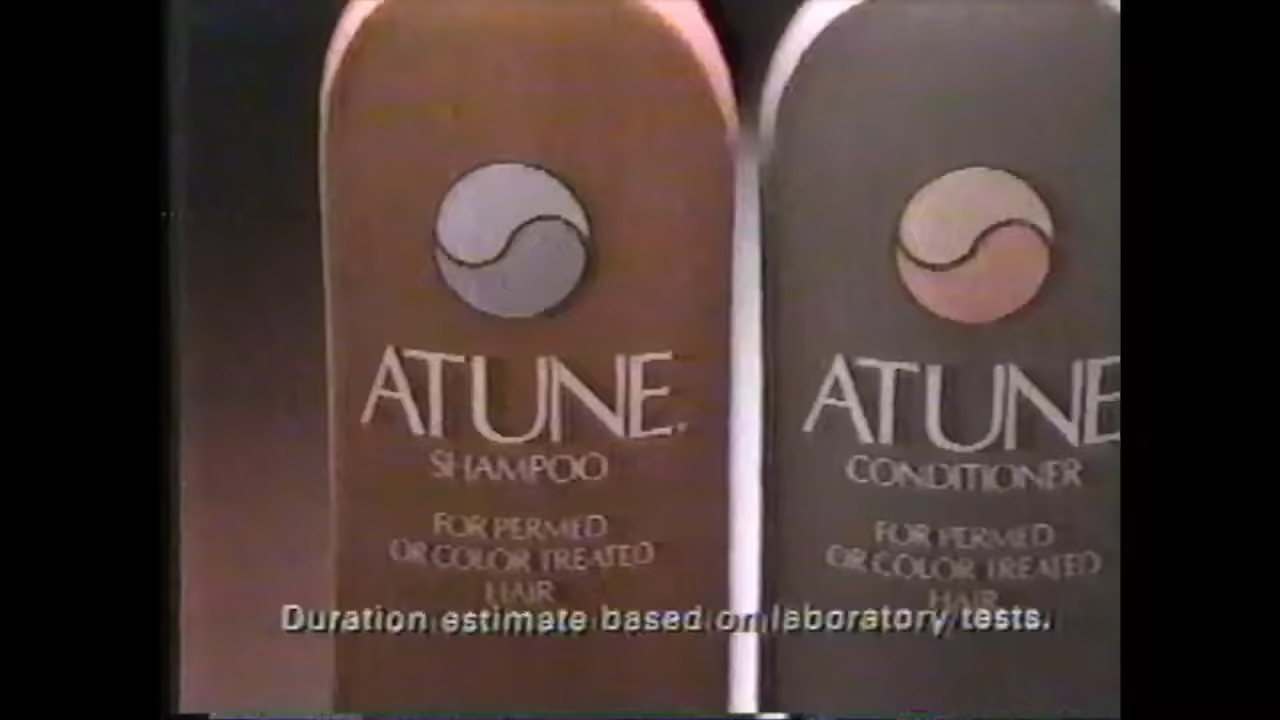 ATUNE
SHAMPOO
FOR PERMED
OR COLOR TREATED
HAIR
ATUNE
CONDITIONER
FOR PERMED
OR COLOR TREATED
HAIR
Duration estimate based on laboratory tests.